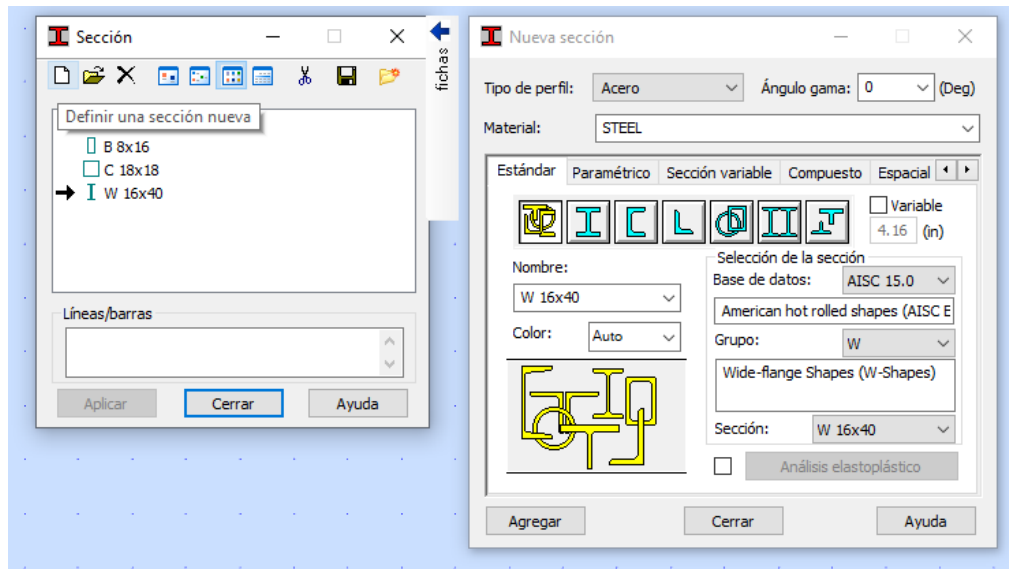 Sección
fichas
Definir una sección nueva
B 8x16
C 18x18
W 16x40
Líneas/barras
Aplicar
Cerrar
Ayuda
Nueva sección
Tipo de perfil: Acero Ángulo gama: 0 (Deg)
Material: STEEL
Estándar Paramétrico Sección variable Compuesto Espacial
Variable
4.16 (in)
Nombre:
W 16x40
Color: Auto
Selección de la sección
Base de datos: AISC 15.0
American hot rolled shapes (AISC E
Grupo: W
Wide-flange Shapes (W-Shapes)
Sección: W 16x40
Análisis elastoplástico
Agregar
Cerrar
Ayuda